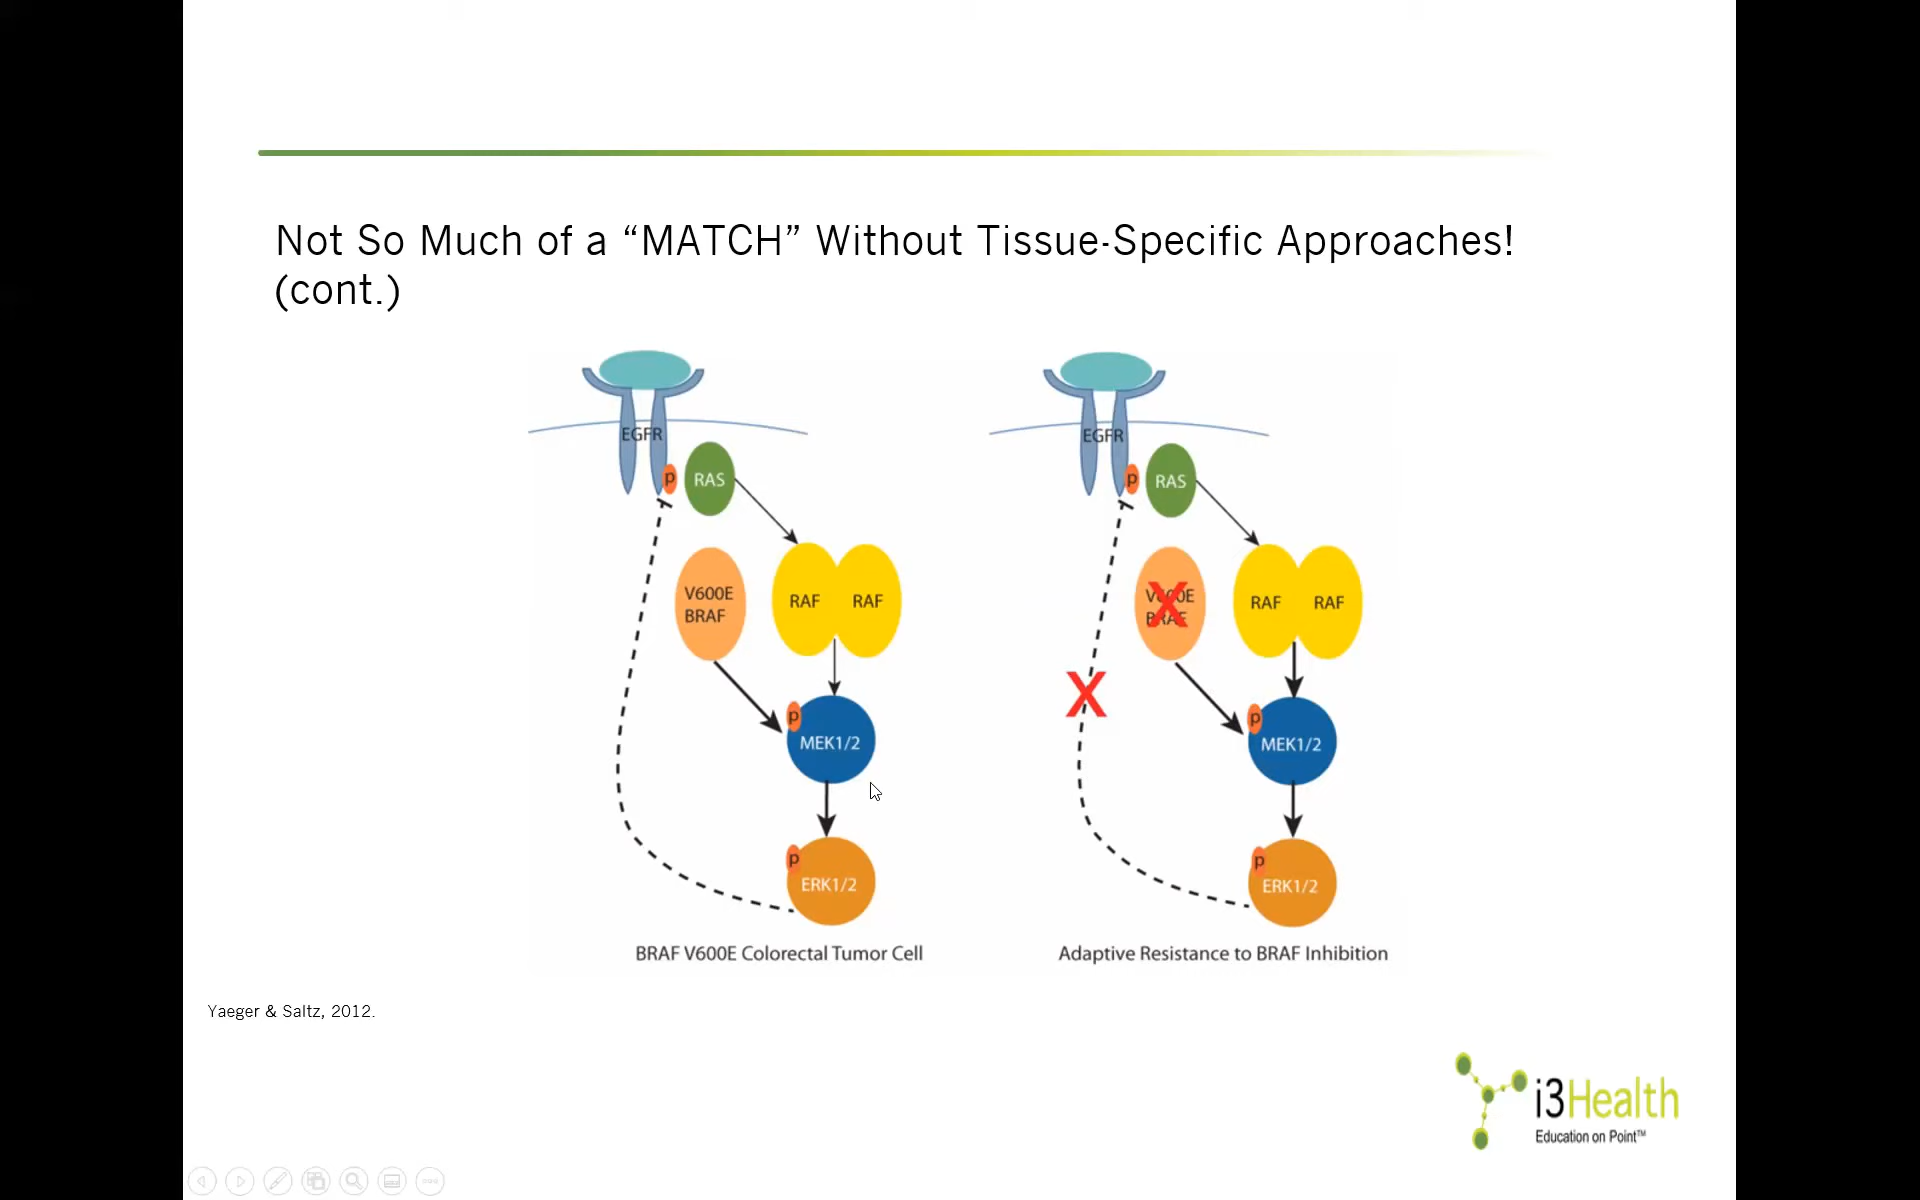 Not So Much of a “MATCH” Without Tissue-Specific Approaches!
(cont.)
EGFR
p
RAS
V600E
BRAF
RAF
RAF
p
MEK1/2
p
ERK1/2
BRAF V600E Colorectal Tumor Cell
EGFR
p
RAS
V600E
BRAF
X
RAF
RAF
X
p
MEK1/2
p
ERK1/2
Adaptive Resistance to BRAF Inhibition
Yaeger & Saltz, 2012.
i3Health
Education on Point™